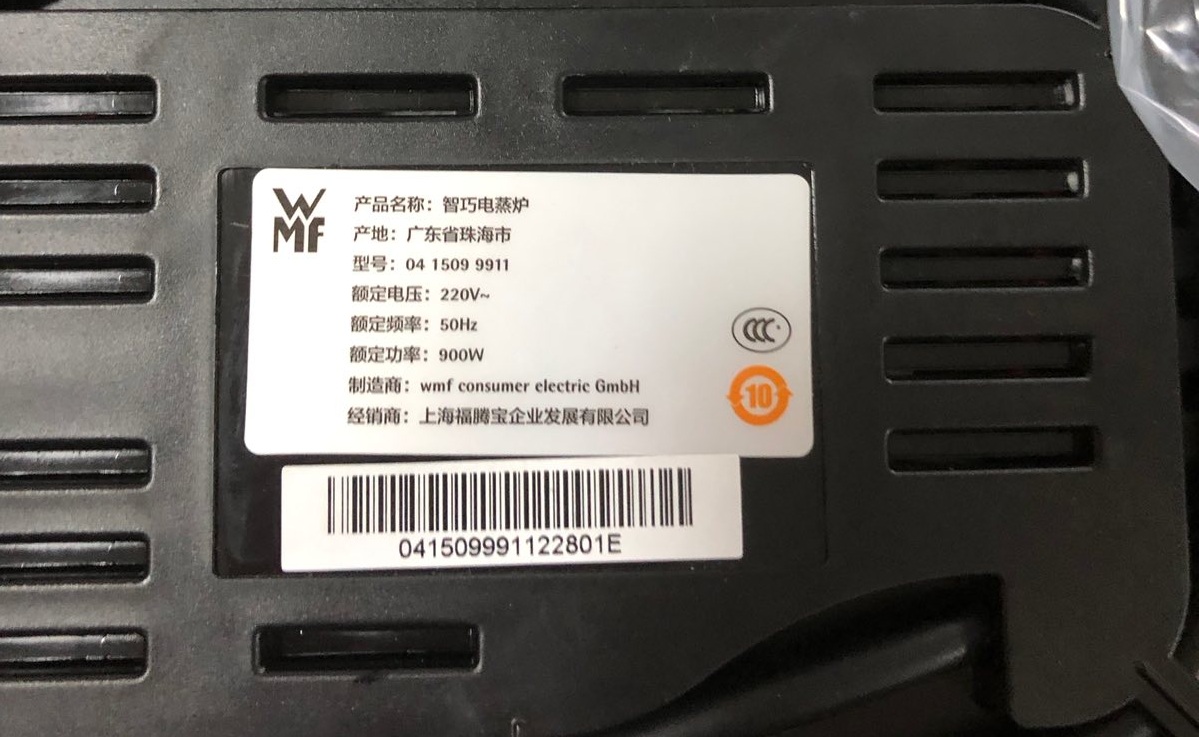 WMF
产品名称：智巧电蒸炉
产地：广东省珠海市
型号：04 1509 9911
额定电压：220V~
额定频率：50Hz
额定功率：900W
制造商：wmf consumer electric GmbH
经销商：上海福腾宝企业发展有限公司
CCC
10
041509991122801E